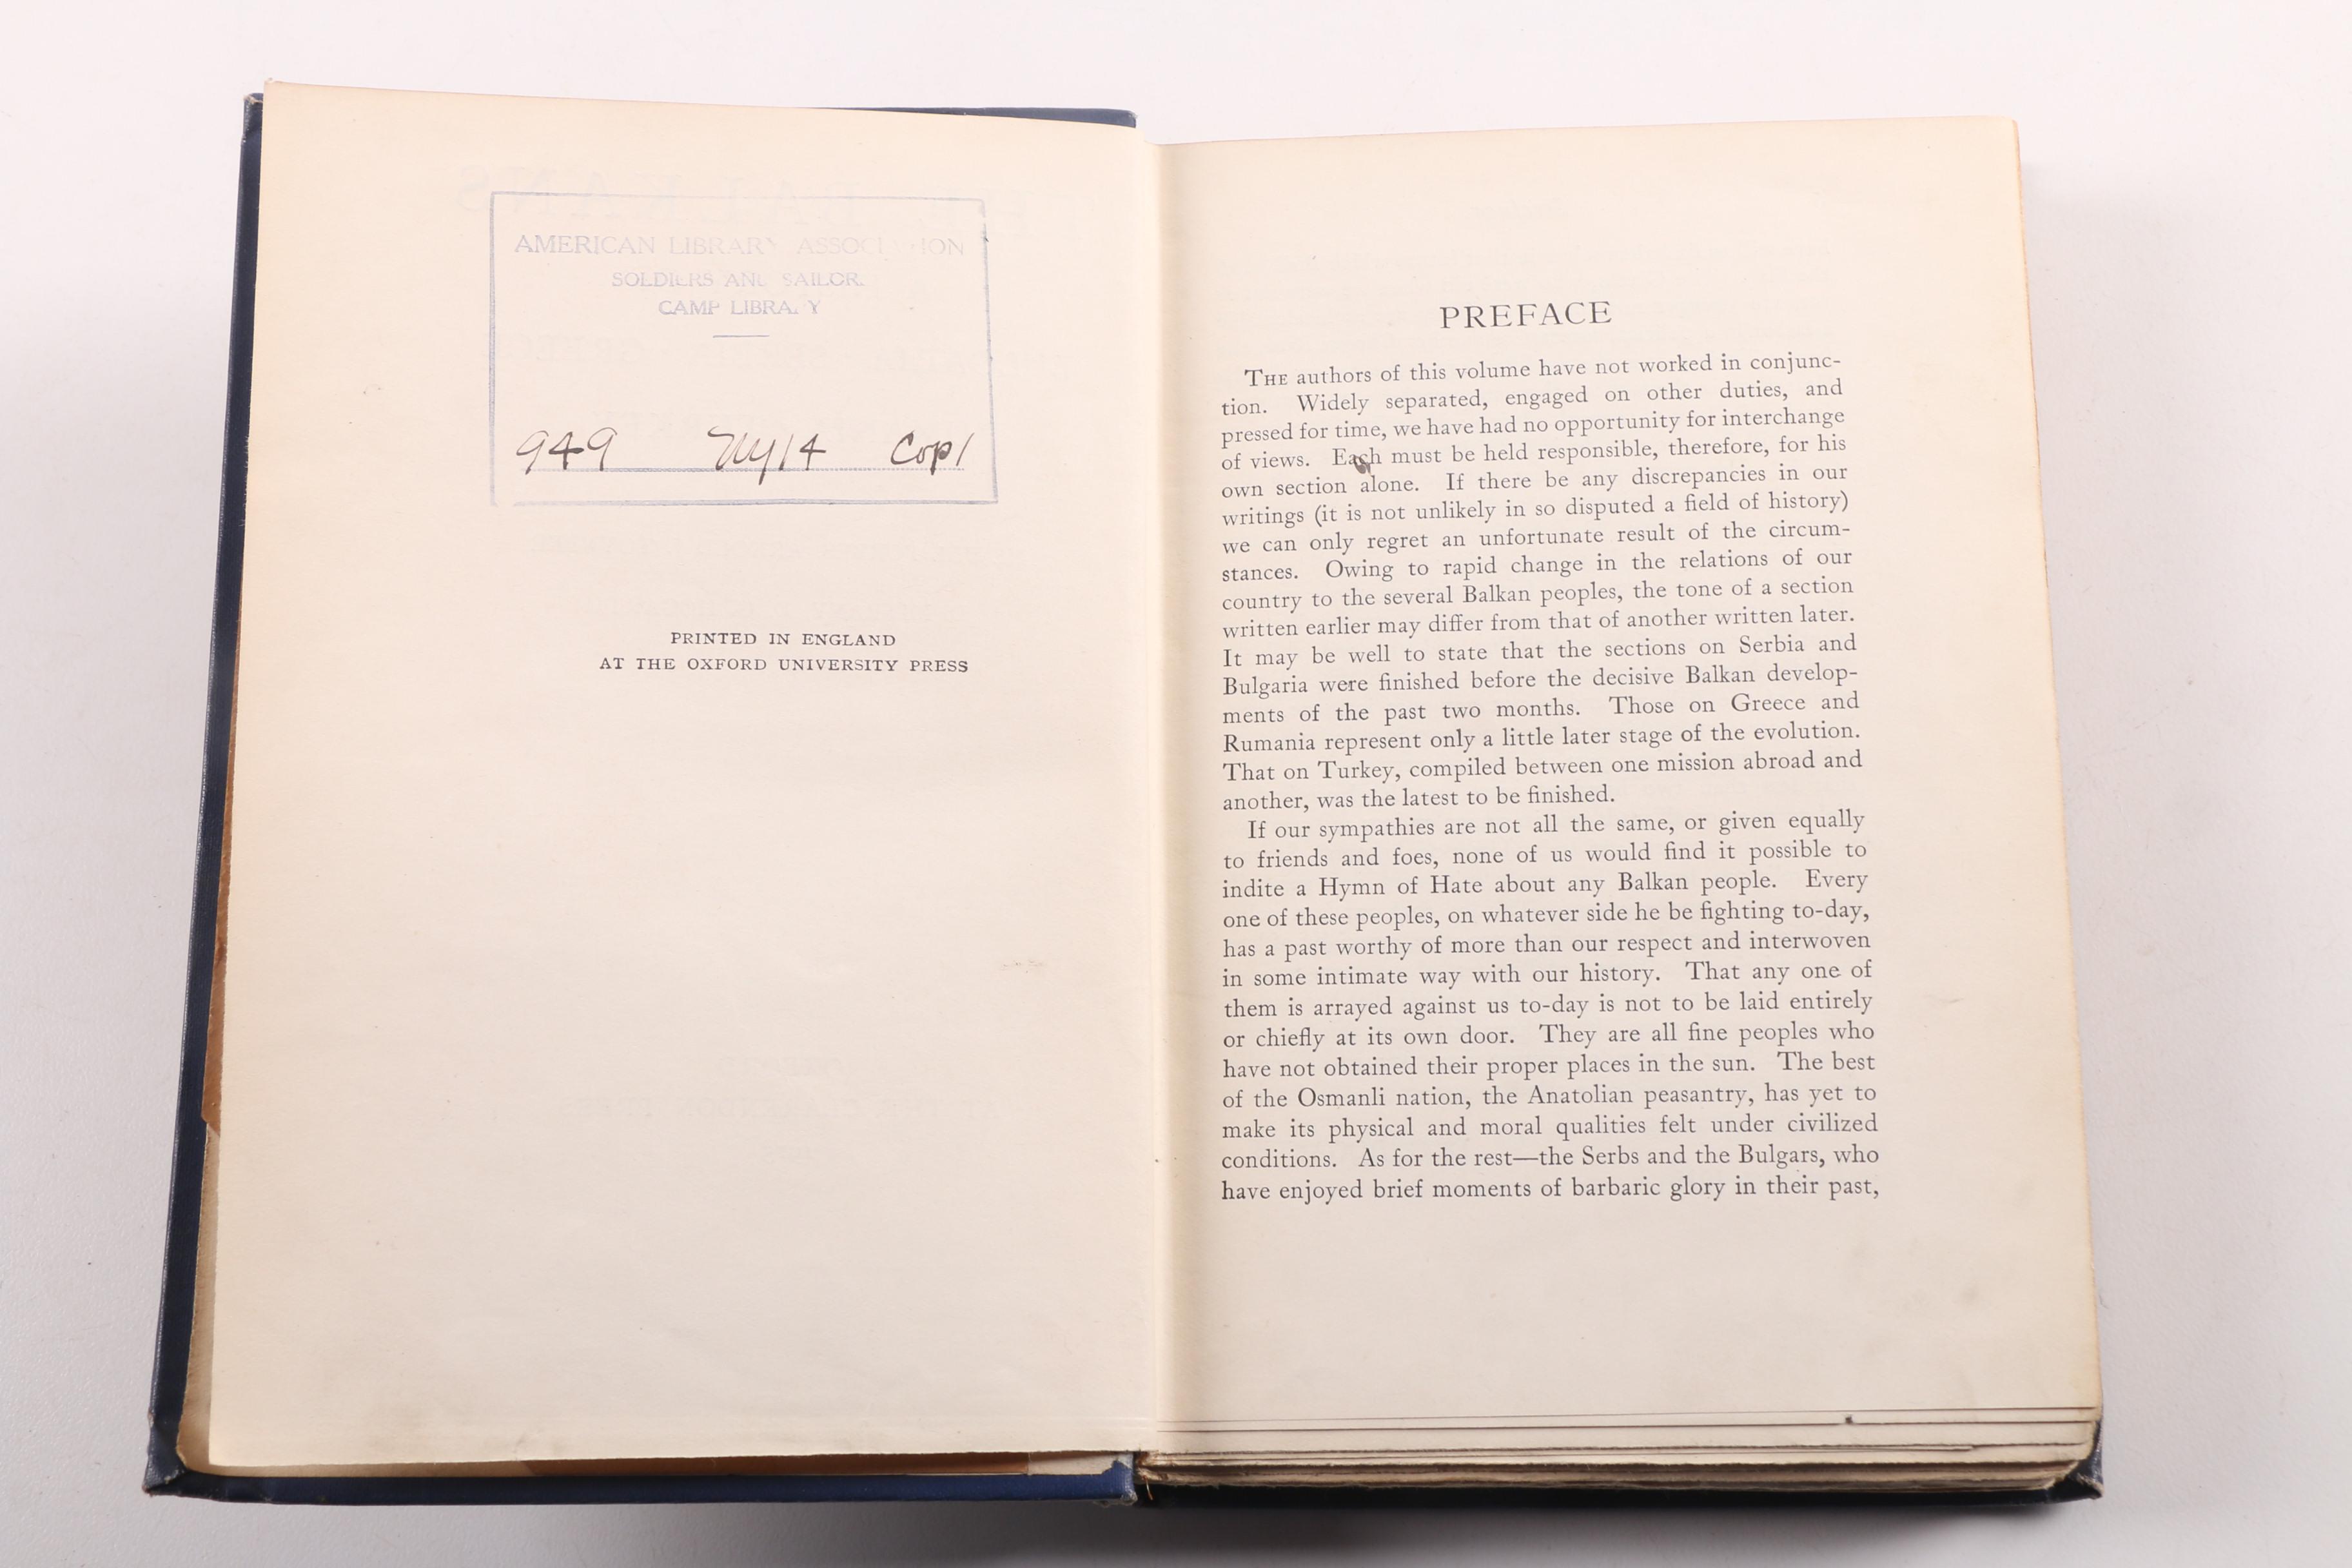 AMERICAN LIBRARY ASSOCIATION
SOLDIERS AND SAILORS
CAMP LIBRARY
949 My14 Cop1
PRINTED IN ENGLAND
AT THE OXFORD UNIVERSITY PRESS
PREFACE
THE authors of this volume have not worked in conjunc-
tion. Widely separated, engaged on other duties, and
pressed for time, we have had no opportunity for interchange
of views. Each must be held responsible, therefore, for his
own section alone. If there be any discrepancies in our
writings (it is not unlikely in so disputed a field of history)
we can only regret an unfortunate result of the circum-
stances. Owing to rapid change in the relations of our
country to the several Balkan peoples, the tone of a section
written earlier may differ from that of another written later.
It may be well to state that the sections on Serbia and
Bulgaria were finished before the decisive Balkan develop-
ments of the past two months. Those on Greece and
Rumania represent only a little later stage of the evolution.
That on Turkey, compiled between one mission abroad and
another, was the latest to be finished.
If our sympathies are not all the same, or given equally
to friends and foes, none of us would find it possible to
indite a Hymn of Hate about any Balkan people. Every
one of these peoples, on whatever side he be fighting to-day,
has a past worthy of more than our respect and interwoven
in some intimate way with our history. That any one of
them is arrayed against us to-day is not to be laid entirely
or chiefly at its own door. They are all fine peoples who
have not obtained their proper places in the sun. The best
of the Osmanli nation, the Anatolian peasantry, has yet to
make its physical and moral qualities felt under civilized
conditions. As for the rest—the Serbs and the Bulgars, who
have enjoyed brief moments of barbaric glory in their past,